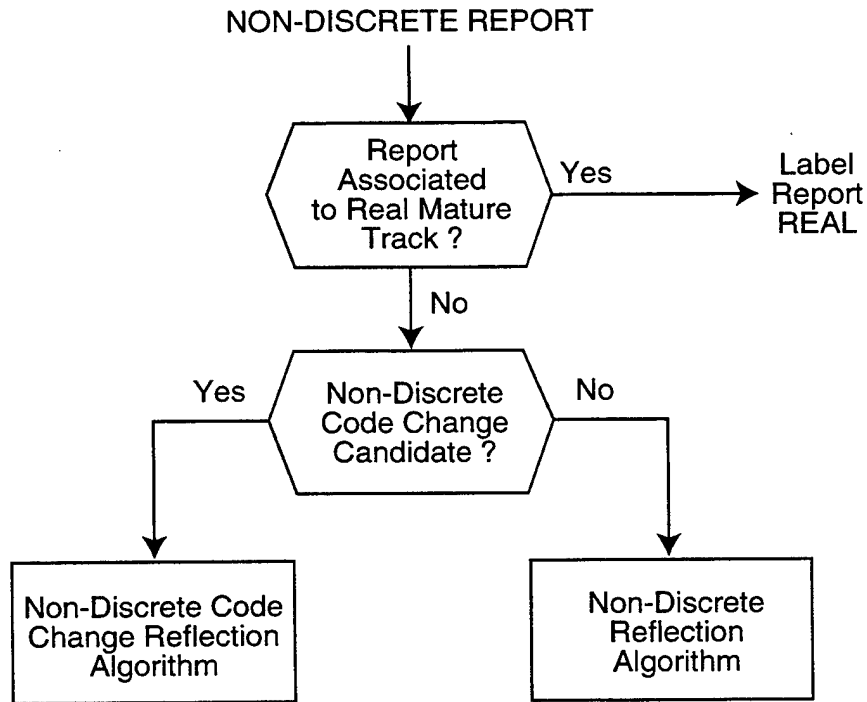 NON-DISCRETE REPORT
Report
Associated
to Real Mature
Track ?
Yes
Label
Report
REAL
No
Yes
Non-Discrete
Code Change
Candidate ?
No
Non-Discrete Code
Change Reflection
Algorithm
Non-Discrete
Reflection
Algorithm